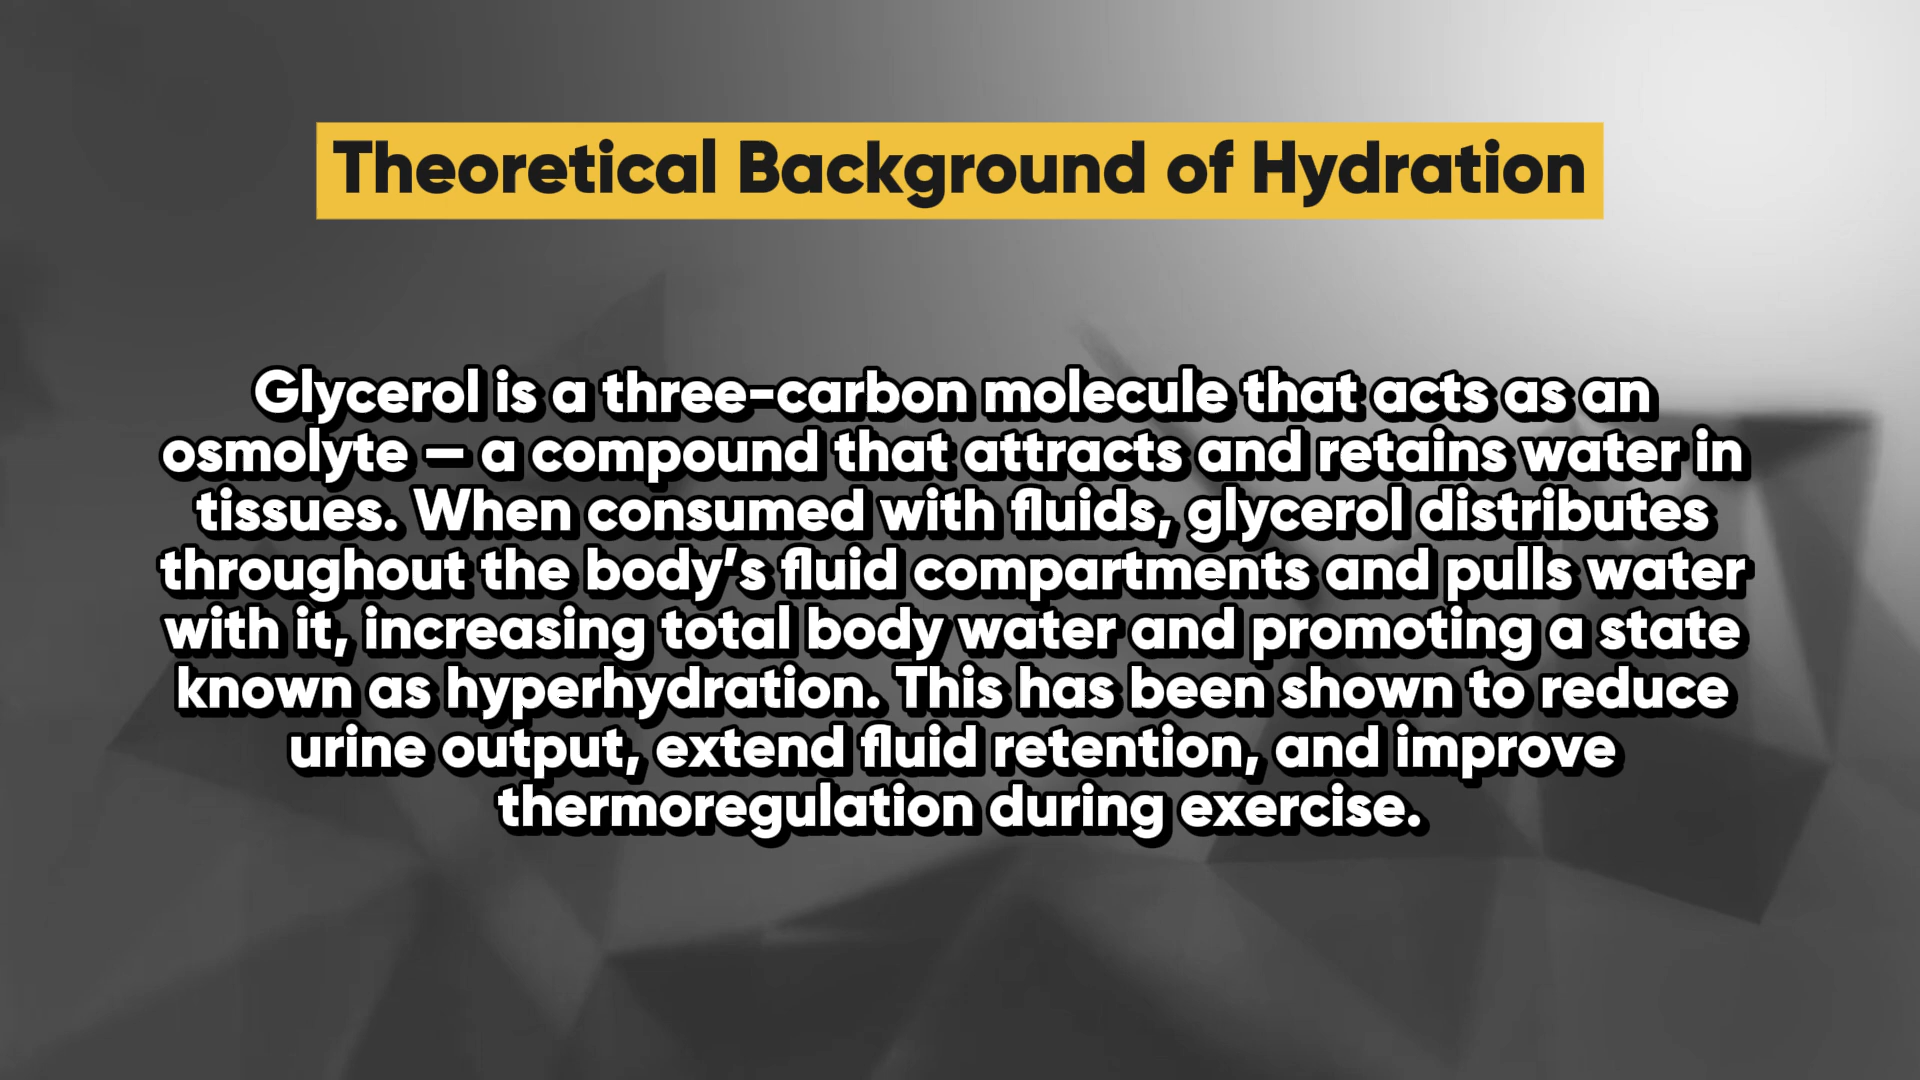 Theoretical Background of Hydration
Glycerol is a three-carbon molecule that acts as an
osmolyte – a compound that attracts and retains water in
tissues. When consumed with fluids, glycerol distributes
throughout the body's fluid compartments and pulls water
with it, increasing total body water and promoting a state
known as hyperhydration. This has been shown to reduce
urine output, extend fluid retention, and improve
thermoregulation during exercise.